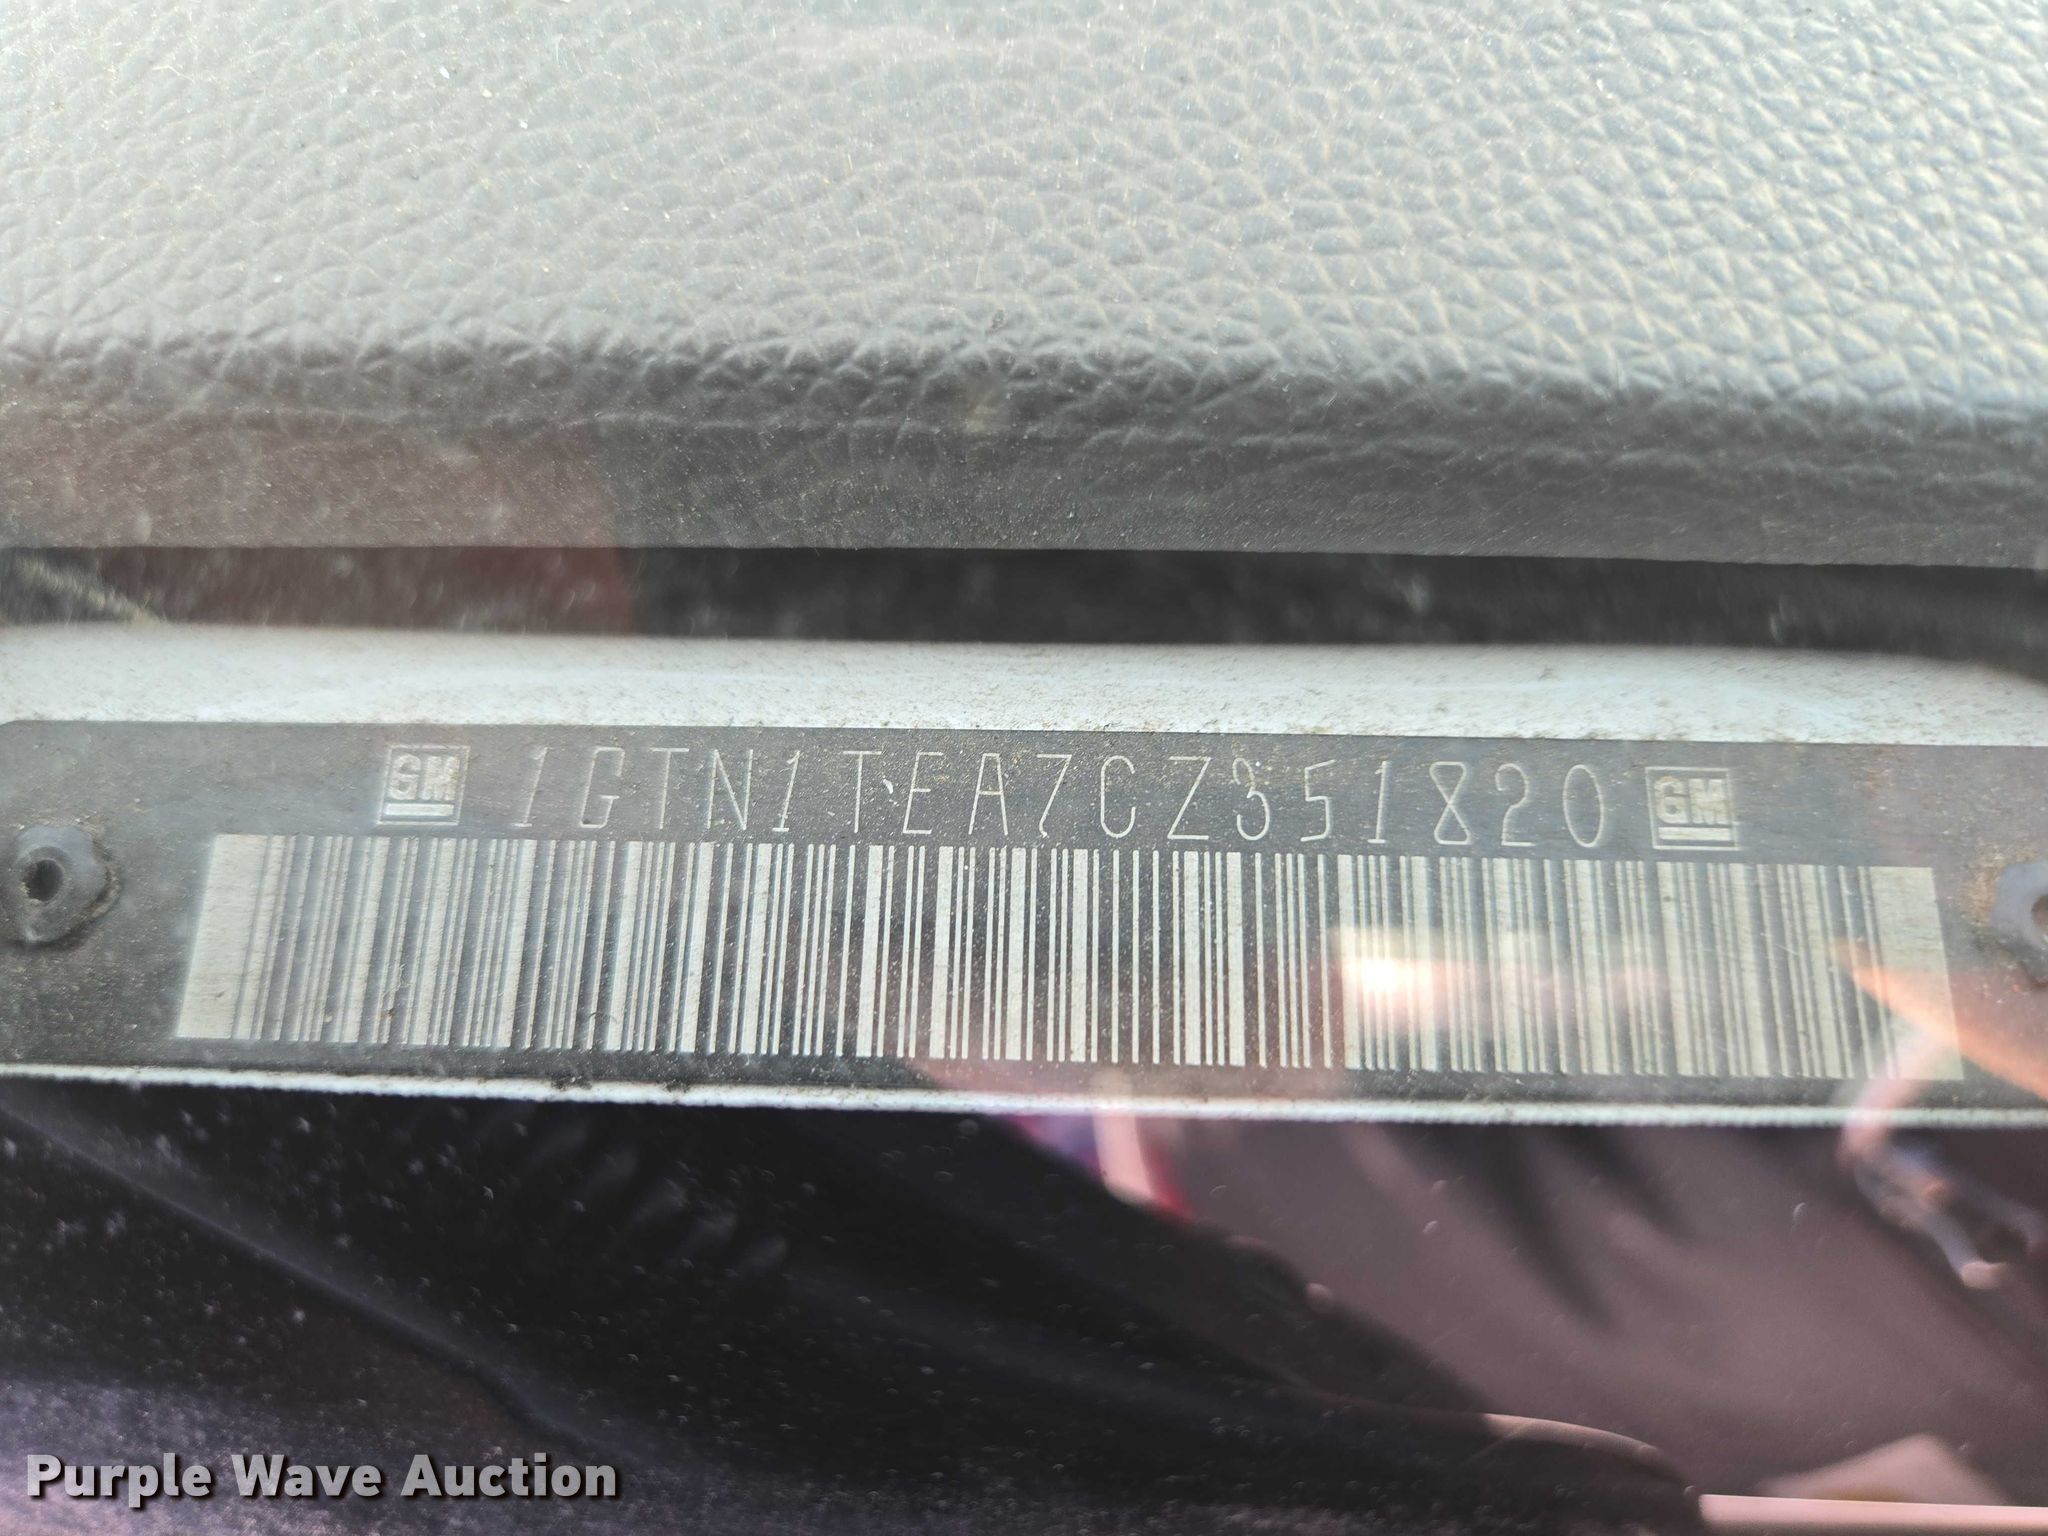 GM 1GTN1TEA7CZ351820 GM
Purple Wave Auction